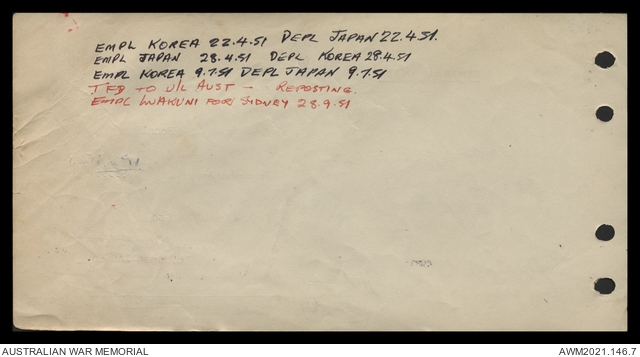 EMPL KOREA 22.4.51 DEPL JAPAN 22.4.51.
EMPL JAPAN 28.4.51 DEPL KOREA 28.4.51
EMPL KOREA 9.7.51 DEPL JAPAN 9.7.51
TFD TO U/L AUST — REPOSTING.
EMPL IWAKUNI FOR SIDNEY 28.9.51
AUSTRALIAN WAR MEMORIAL
AWM2021.146.7